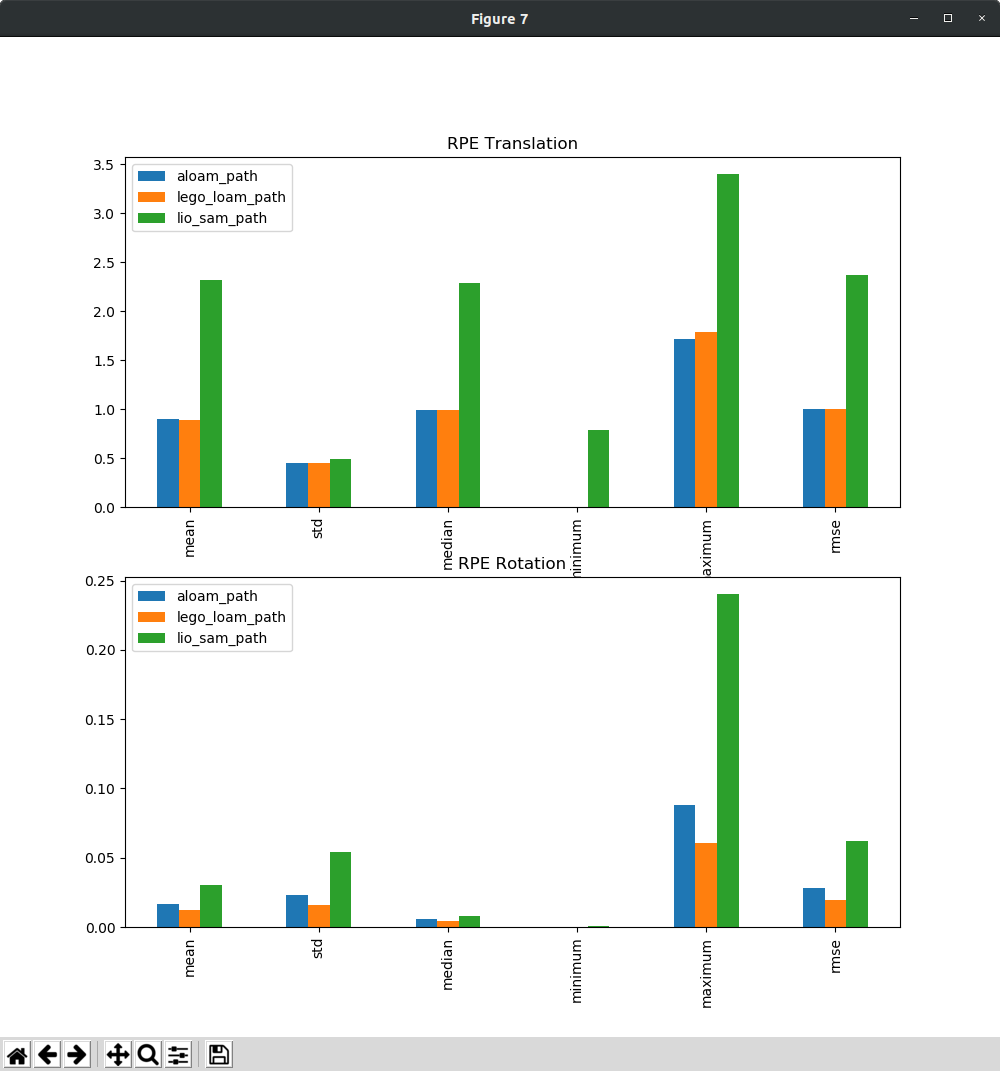 Figure 7
RPE Translation
3.5
3.0
2.5
2.0
1.5
1.0
0.5
0.0
aloam_path
lego_loam_path
lio_sam_path
mean
std
median
inimum
aximum
rmse
RPE Rotation
0.25
0.20
0.15
0.10
0.05
0.00
aloam_path
lego_loam_path
lio_sam_path
mean
std
median
minimum
maximum
rmse